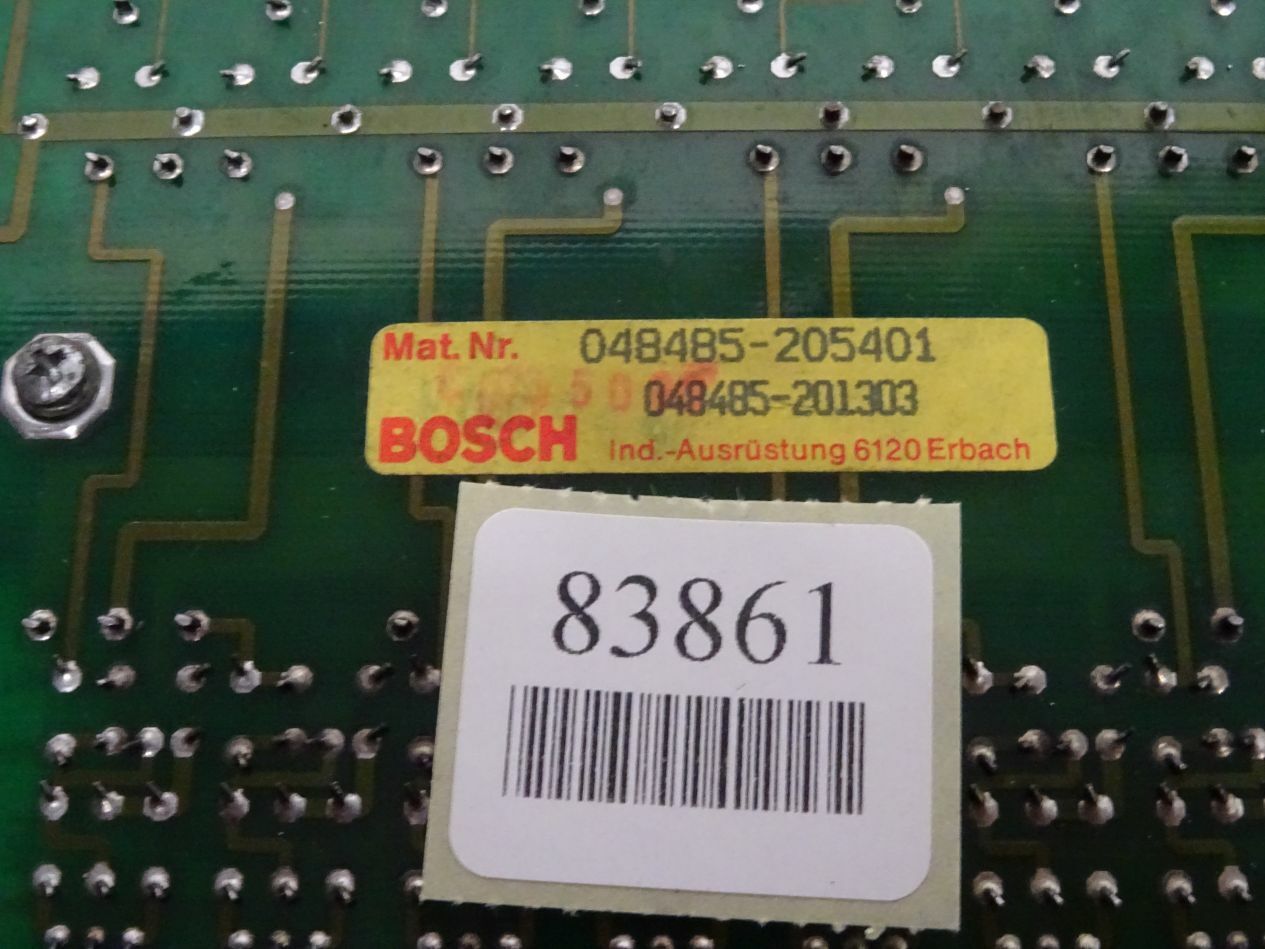 Mat. Nr. 048485-205401
048485-201303
BOSCH Ind.-Ausrüstung 6120 Erbach
83861